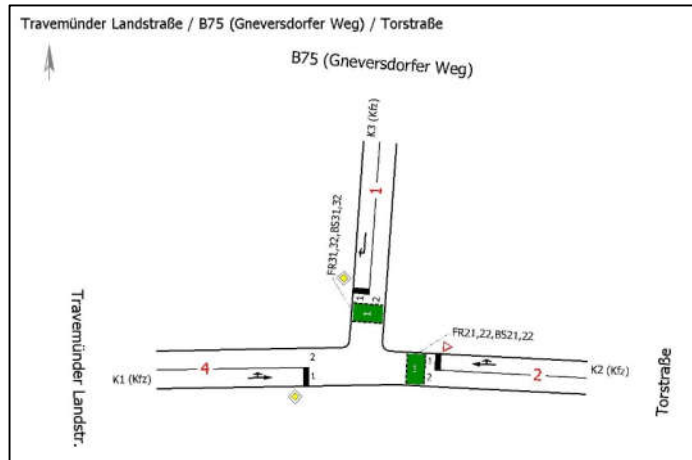 Travemünder Landstraße / B75 (Gneversdorfer Weg) / Torstraße
B75 (Gneversdorfer Weg)
K3 (Kfz)
1
FR31,32,BS31,32
1
2
1
FR21,22,BS21,22
Travemünder
Landstr.
K1 (Kfz)
4
2
1
1
1
2
2
K2 (Kfz)
Torstraße